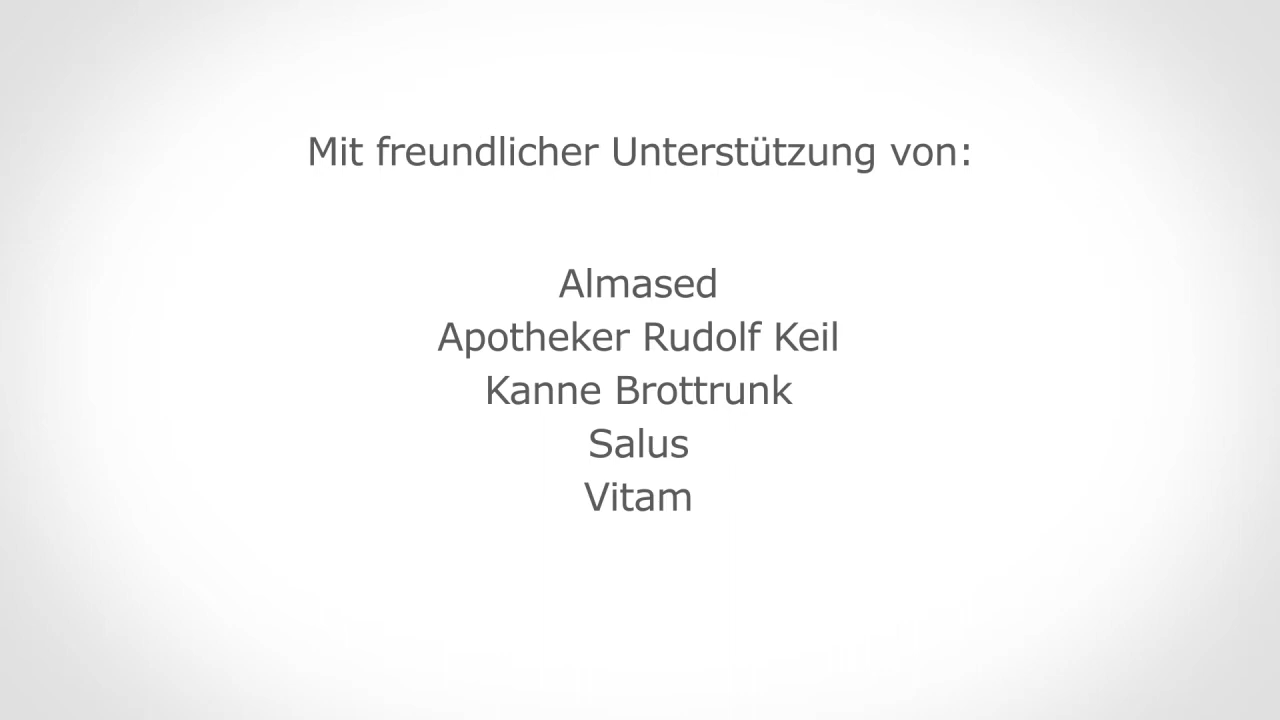 Mit freundlicher Unterstützung von:
Almased
Apotheker Rudolf Keil
Kanne Brottrunk
Salus
Vitam